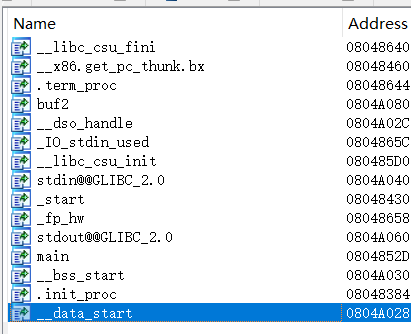 Name Address
__libc_csu_fini 08048640
__x86.get_pc_thunk.bx 08048460
.term_proc 08048644
buf2 0804A080
__dso_handle 0804A02C
_IO_stdin_used 0804865C
__libc_csu_init 080485D0
stdin@@GLIBC_2.0 0804A040
_start 08048430
_fp_hw 08048658
stdout@@GLIBC_2.0 0804A060
main 0804852D
__bss_start 0804A030
.init_proc 08048384
__data_start 0804A028